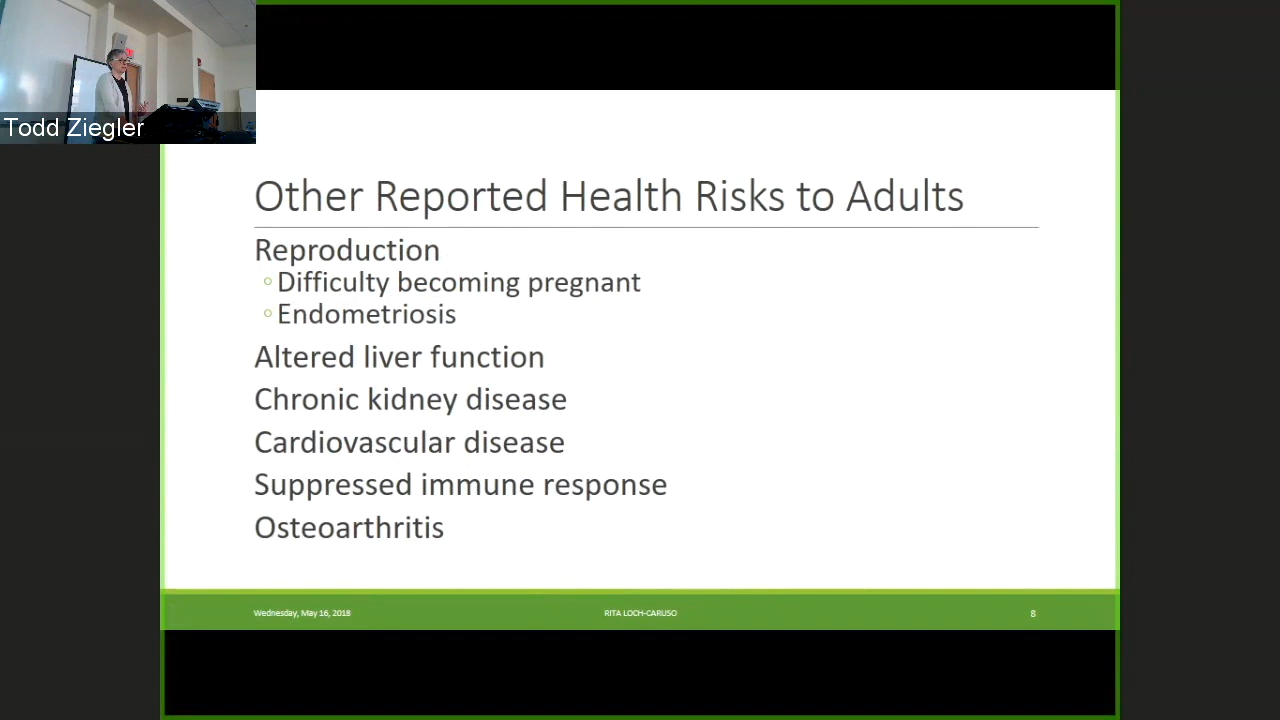 Todd Ziegler
Other Reported Health Risks to Adults
Reproduction
◦Difficulty becoming pregnant
◦Endometriosis
Altered liver function
Chronic kidney disease
Cardiovascular disease
Suppressed immune response
Osteoarthritis
Wednesday, May 16, 2018
RITA LOCH-CARUSO
8